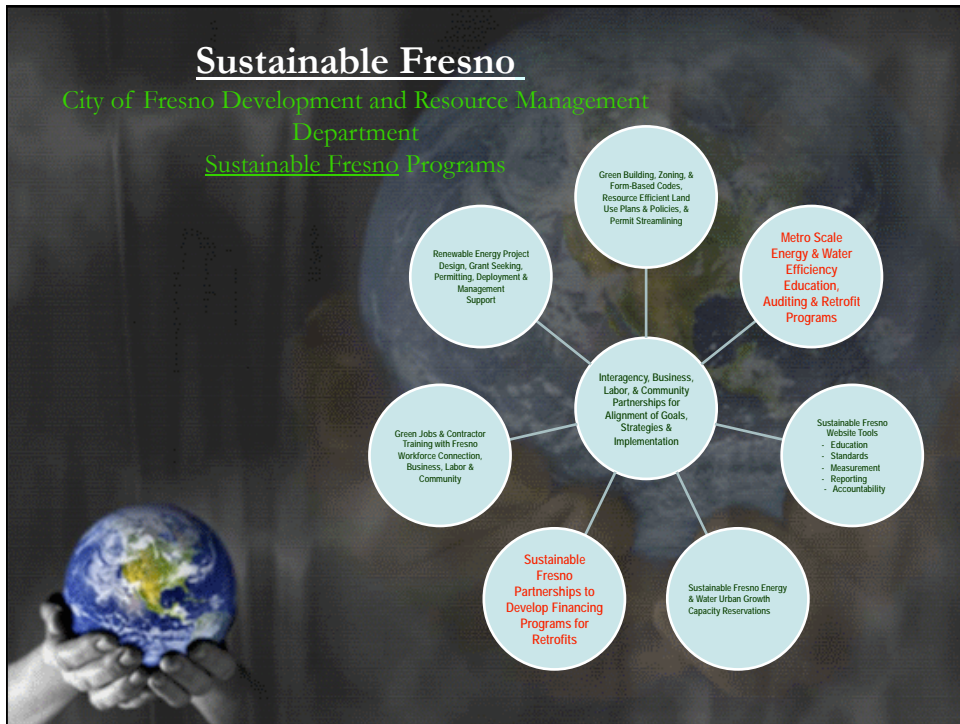 Sustainable Fresno
City of Fresno Development and Resource Management
Department
Sustainable Fresno Programs
Green Building, Zoning, &
Form-Based Codes,
Resource Efficient Land
Use Plans & Policies, &
Permit Streamlining
Metro Scale
Energy & Water
Efficiency
Education,
Auditing & Retrofit
Programs
Sustainable Fresno
Website Tools
- Education
- Standards
- Measurement
- Reporting
- Accountability
Sustainable Fresno Energy
& Water Urban Growth
Capacity Reservations
Sustainable
Fresno
Partnerships to
Develop Financing
Programs for
Retrofits
Green Jobs & Contractor
Training with Fresno
Workforce Connection,
Business, Labor &
Community
Renewable Energy Project
Design, Grant Seeking,
Permitting, Deployment &
Management
Support
Interagency, Business,
Labor, & Community
Partnerships for
Alignment of Goals,
Strategies &
Implementation